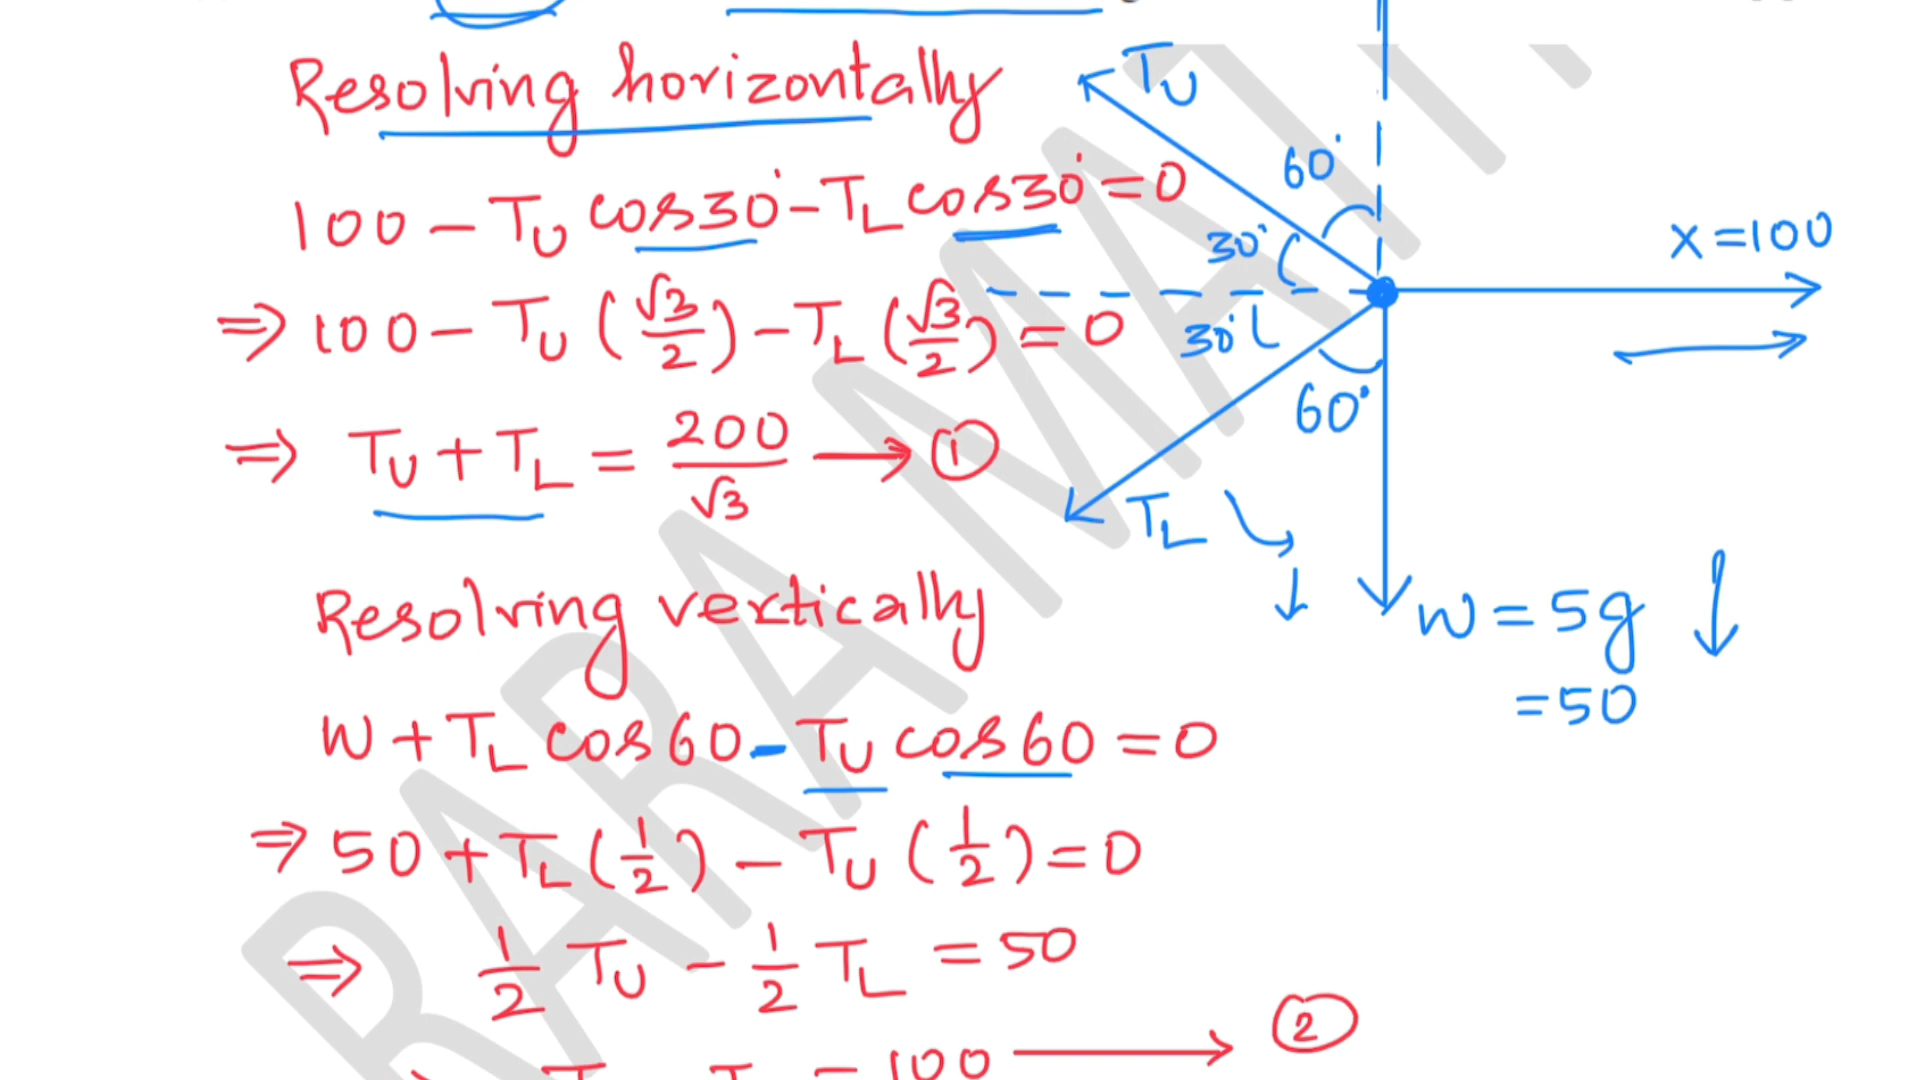 Resolving horizontally
100 - T_U cos30° - T_L cos30° = 0
⇒ 100 - T_U (√3/2) - T_L (√3/2) = 0
⇒ T_U + T_L = 200/√3 → ①
Resolving vertically
W + T_L cos60 - T_U cos60 = 0
⇒ 50 + T_L (1/2) - T_U (1/2) = 0
⇒ 1/2 T_U - 1/2 T_L = 50
= 100 → ②
T_U
60°
30°
X = 100
30°
60°
T_L
W = 5g
= 50